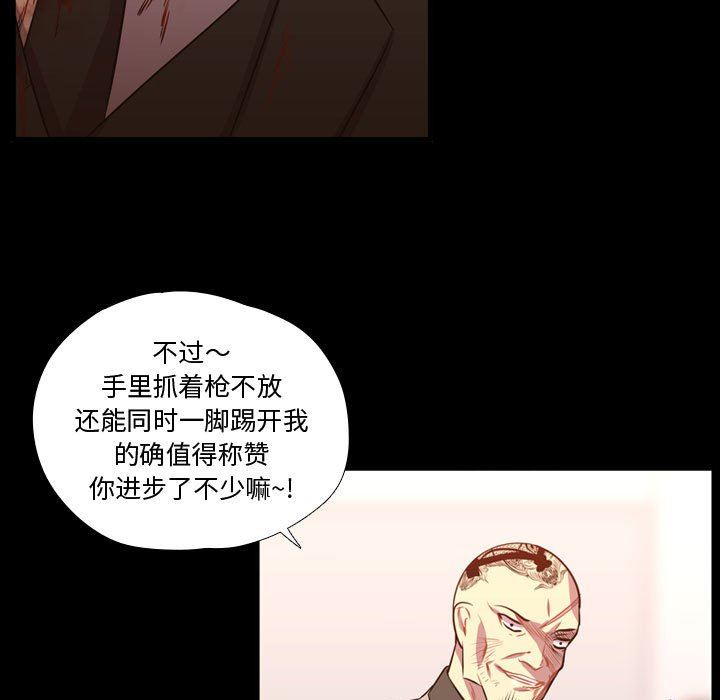 不过～
手里抓着枪不放
还能同时一脚踢开我
的确值得称赞
你进步了不少嘛~!